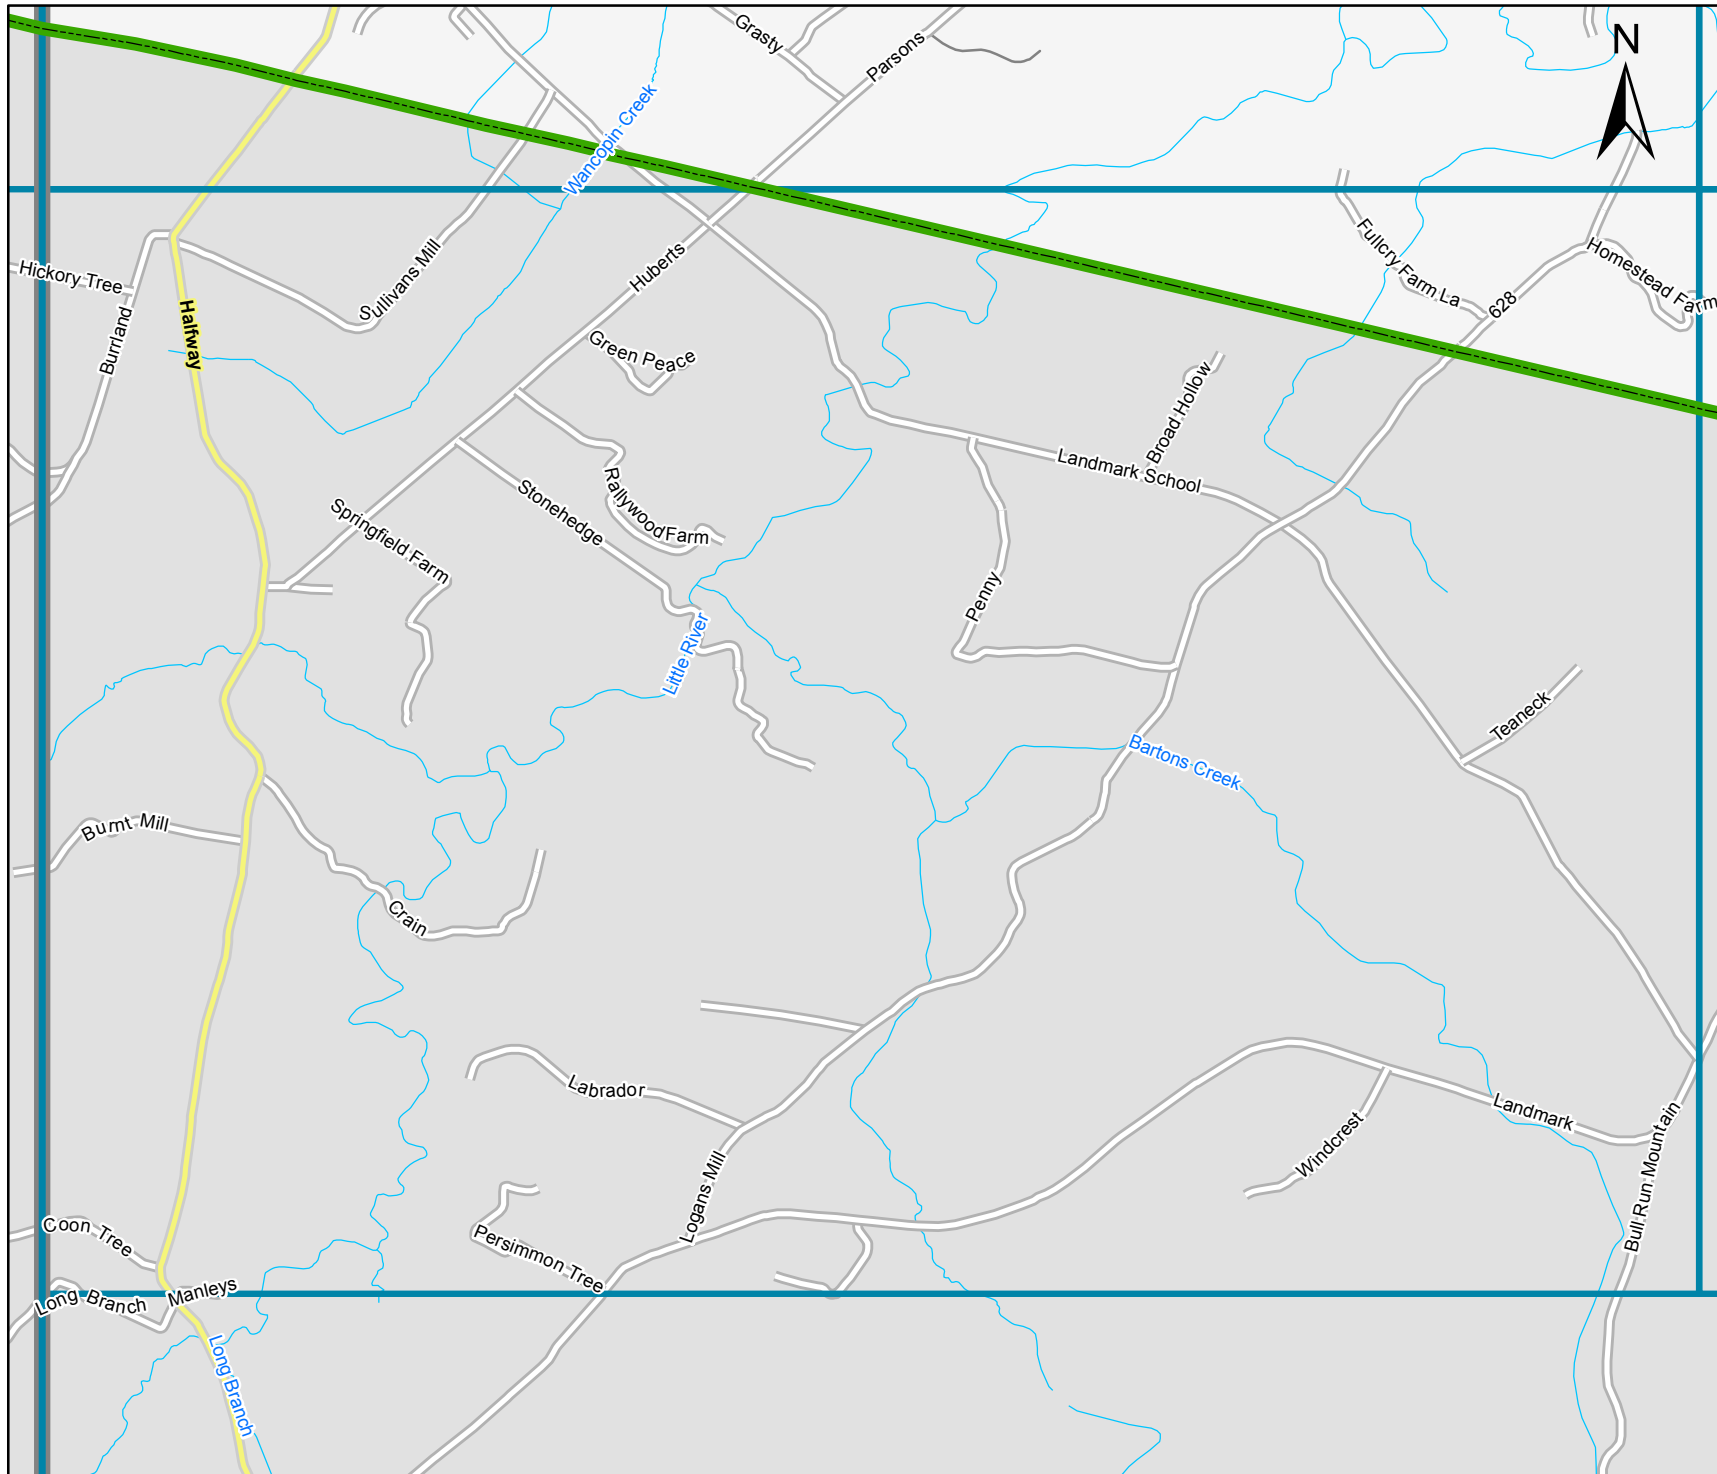 Grasty
Parsons
N
Wancopin Creek
Fullcry Farm La
Homestead Farm
Hickory Tree
Sullivans Mill
Huberts
628
Burrland
Halfway
Green Peace
Broad Hollow
Landmark School
Springfield Farm
Stonehedge
Rallywood Farm
Penny
Little River
Teaneck
Bartons Creek
Burnt Mill
Crain
Labrador
Landmark
Windcrest
Bull Run Mountain
Logans Mill
Coon Tree
Persimmon Tree
Long Branch
Manleys
Long Branch